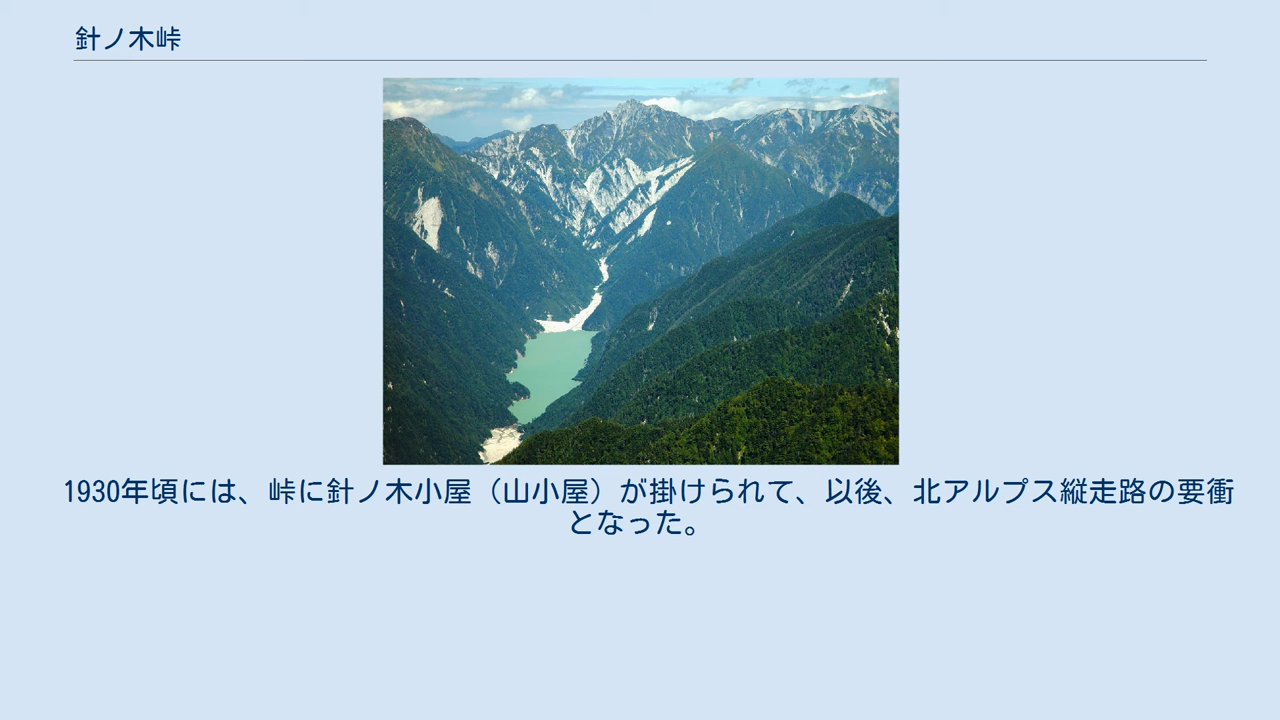 針ノ木峠
1930年頃には、峠に針ノ木小屋（山小屋）が掛けられて、以後、北アルプス縦走路の要衝
となった。